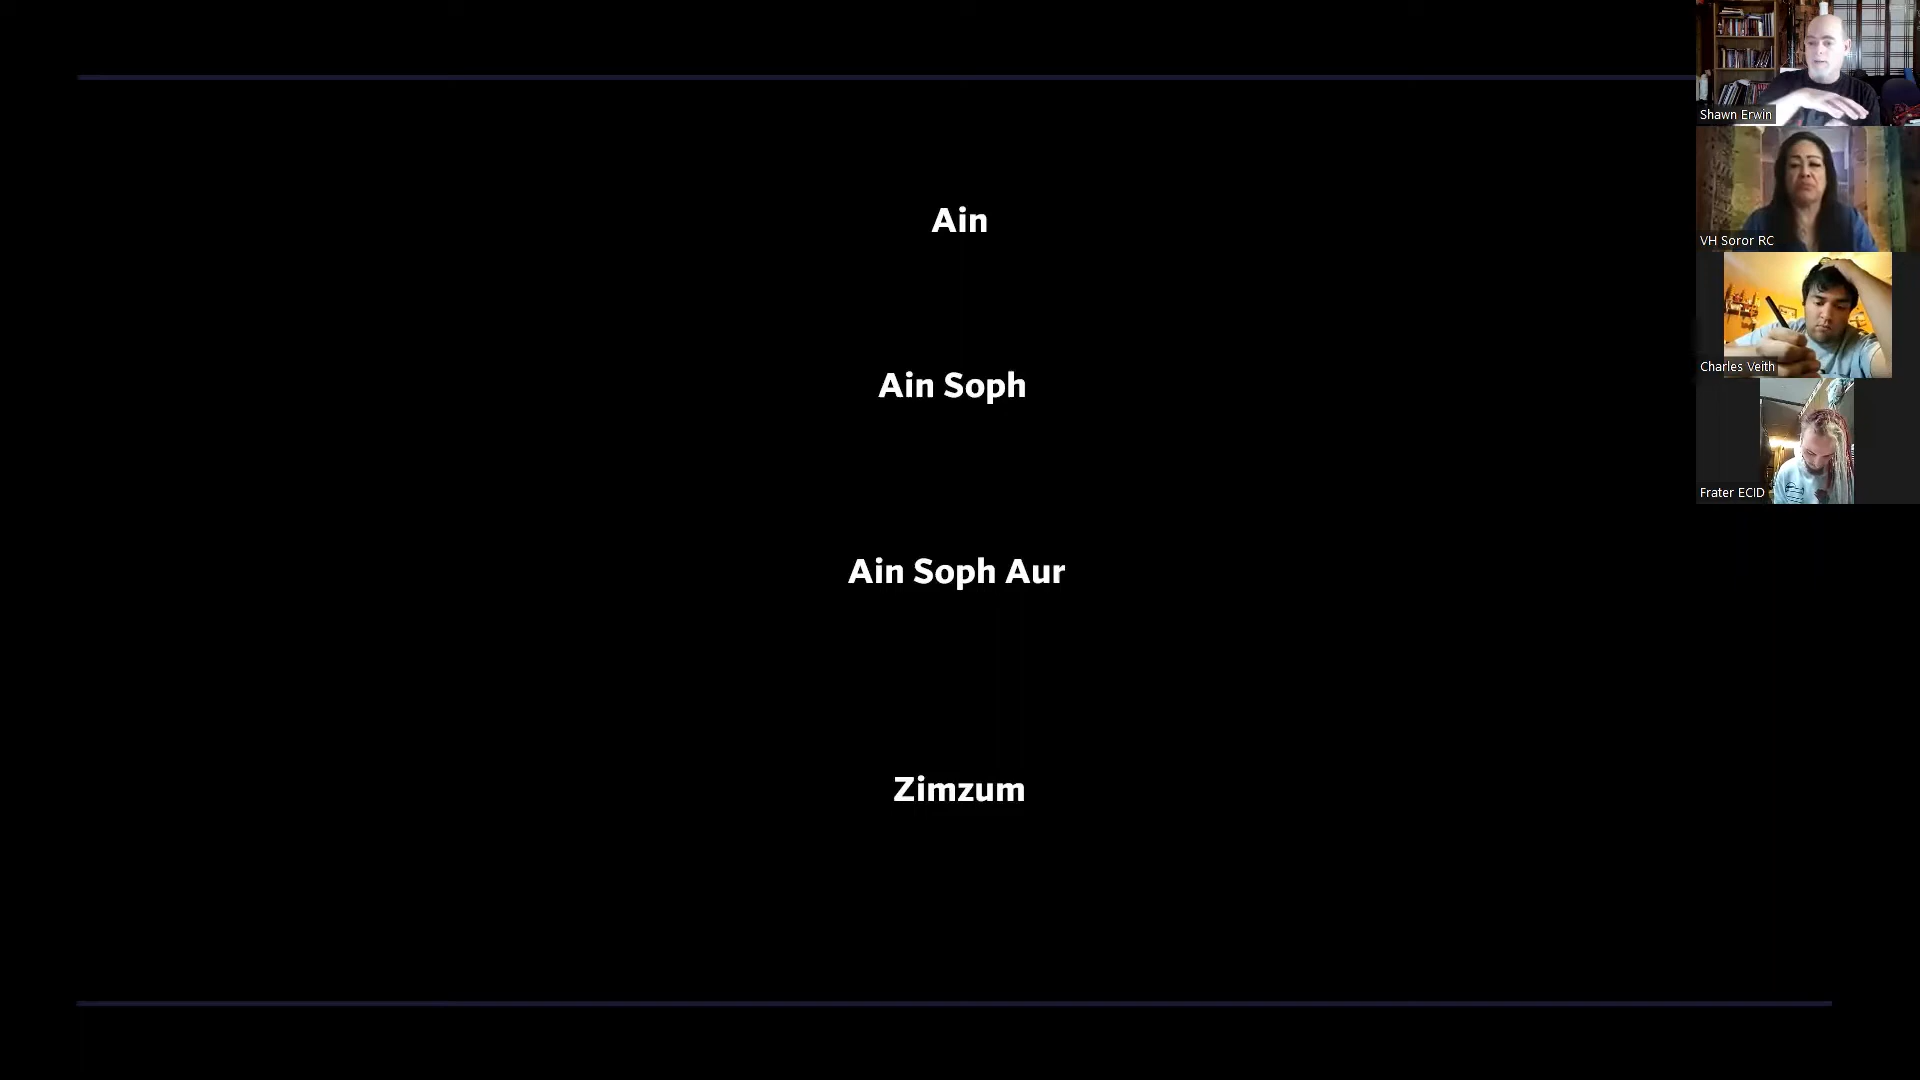 Ain
Ain Soph
Ain Soph Aur
Zimzum
Shawn Erwin
VH Soror RC
Charles Veith
Frater ECID